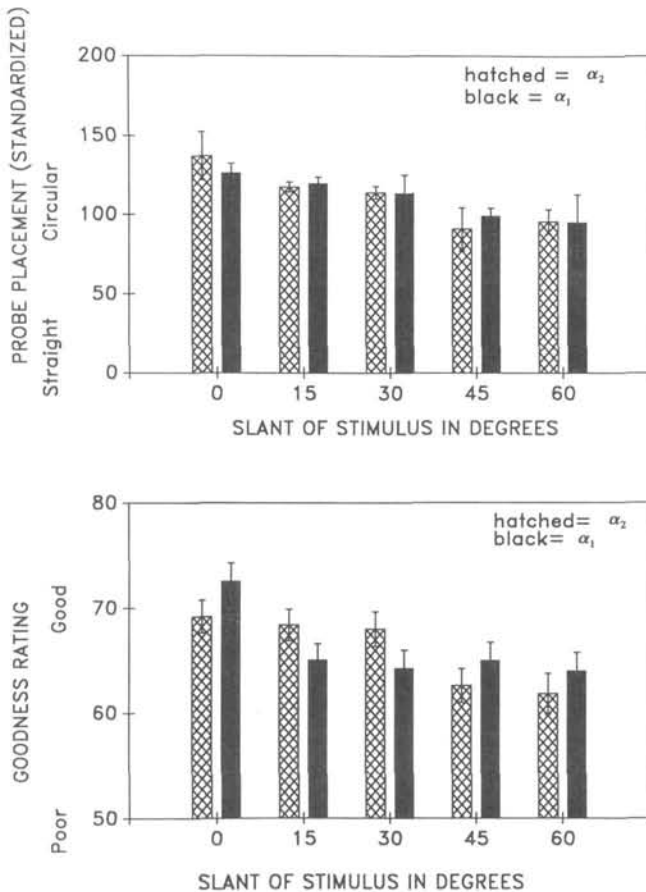 PROBE PLACEMENT (STANDARDIZED)
Straight Circular
200
150
100
50
0
hatched = α₂
black = α₁
0 15 30 45 60
SLANT OF STIMULUS IN DEGREES
GOODNESS RATING
Poor Good
80
70
60
50
hatched= α₂
black= α₁
0 15 30 45 60
SLANT OF STIMULUS IN DEGREES